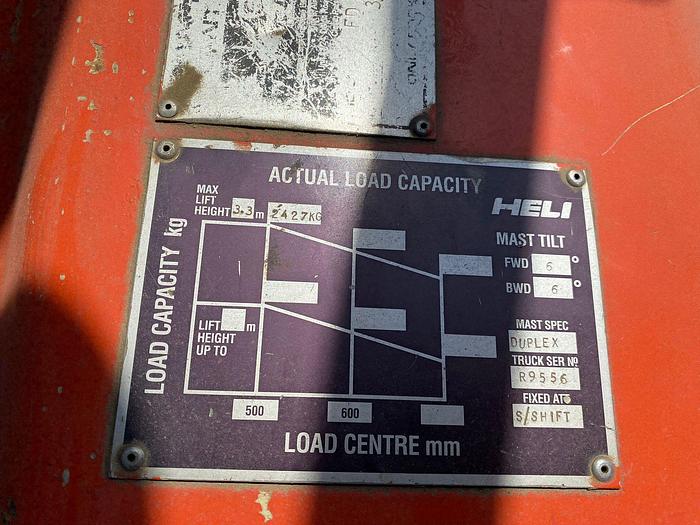 ACTUAL LOAD CAPACITY
HELI
MAX
LIFT
HEIGHT 3.3 m 2427KG
LOAD CAPACITY kg
MAST TILT
FWD 6°
BWD 6°
LIFT m
HEIGHT
UP TO
MAST SPEC
DUPLEX
TRUCK SER Nº
R9556
FIXED ATT
S/SHIFT
500 600
LOAD CENTRE mm